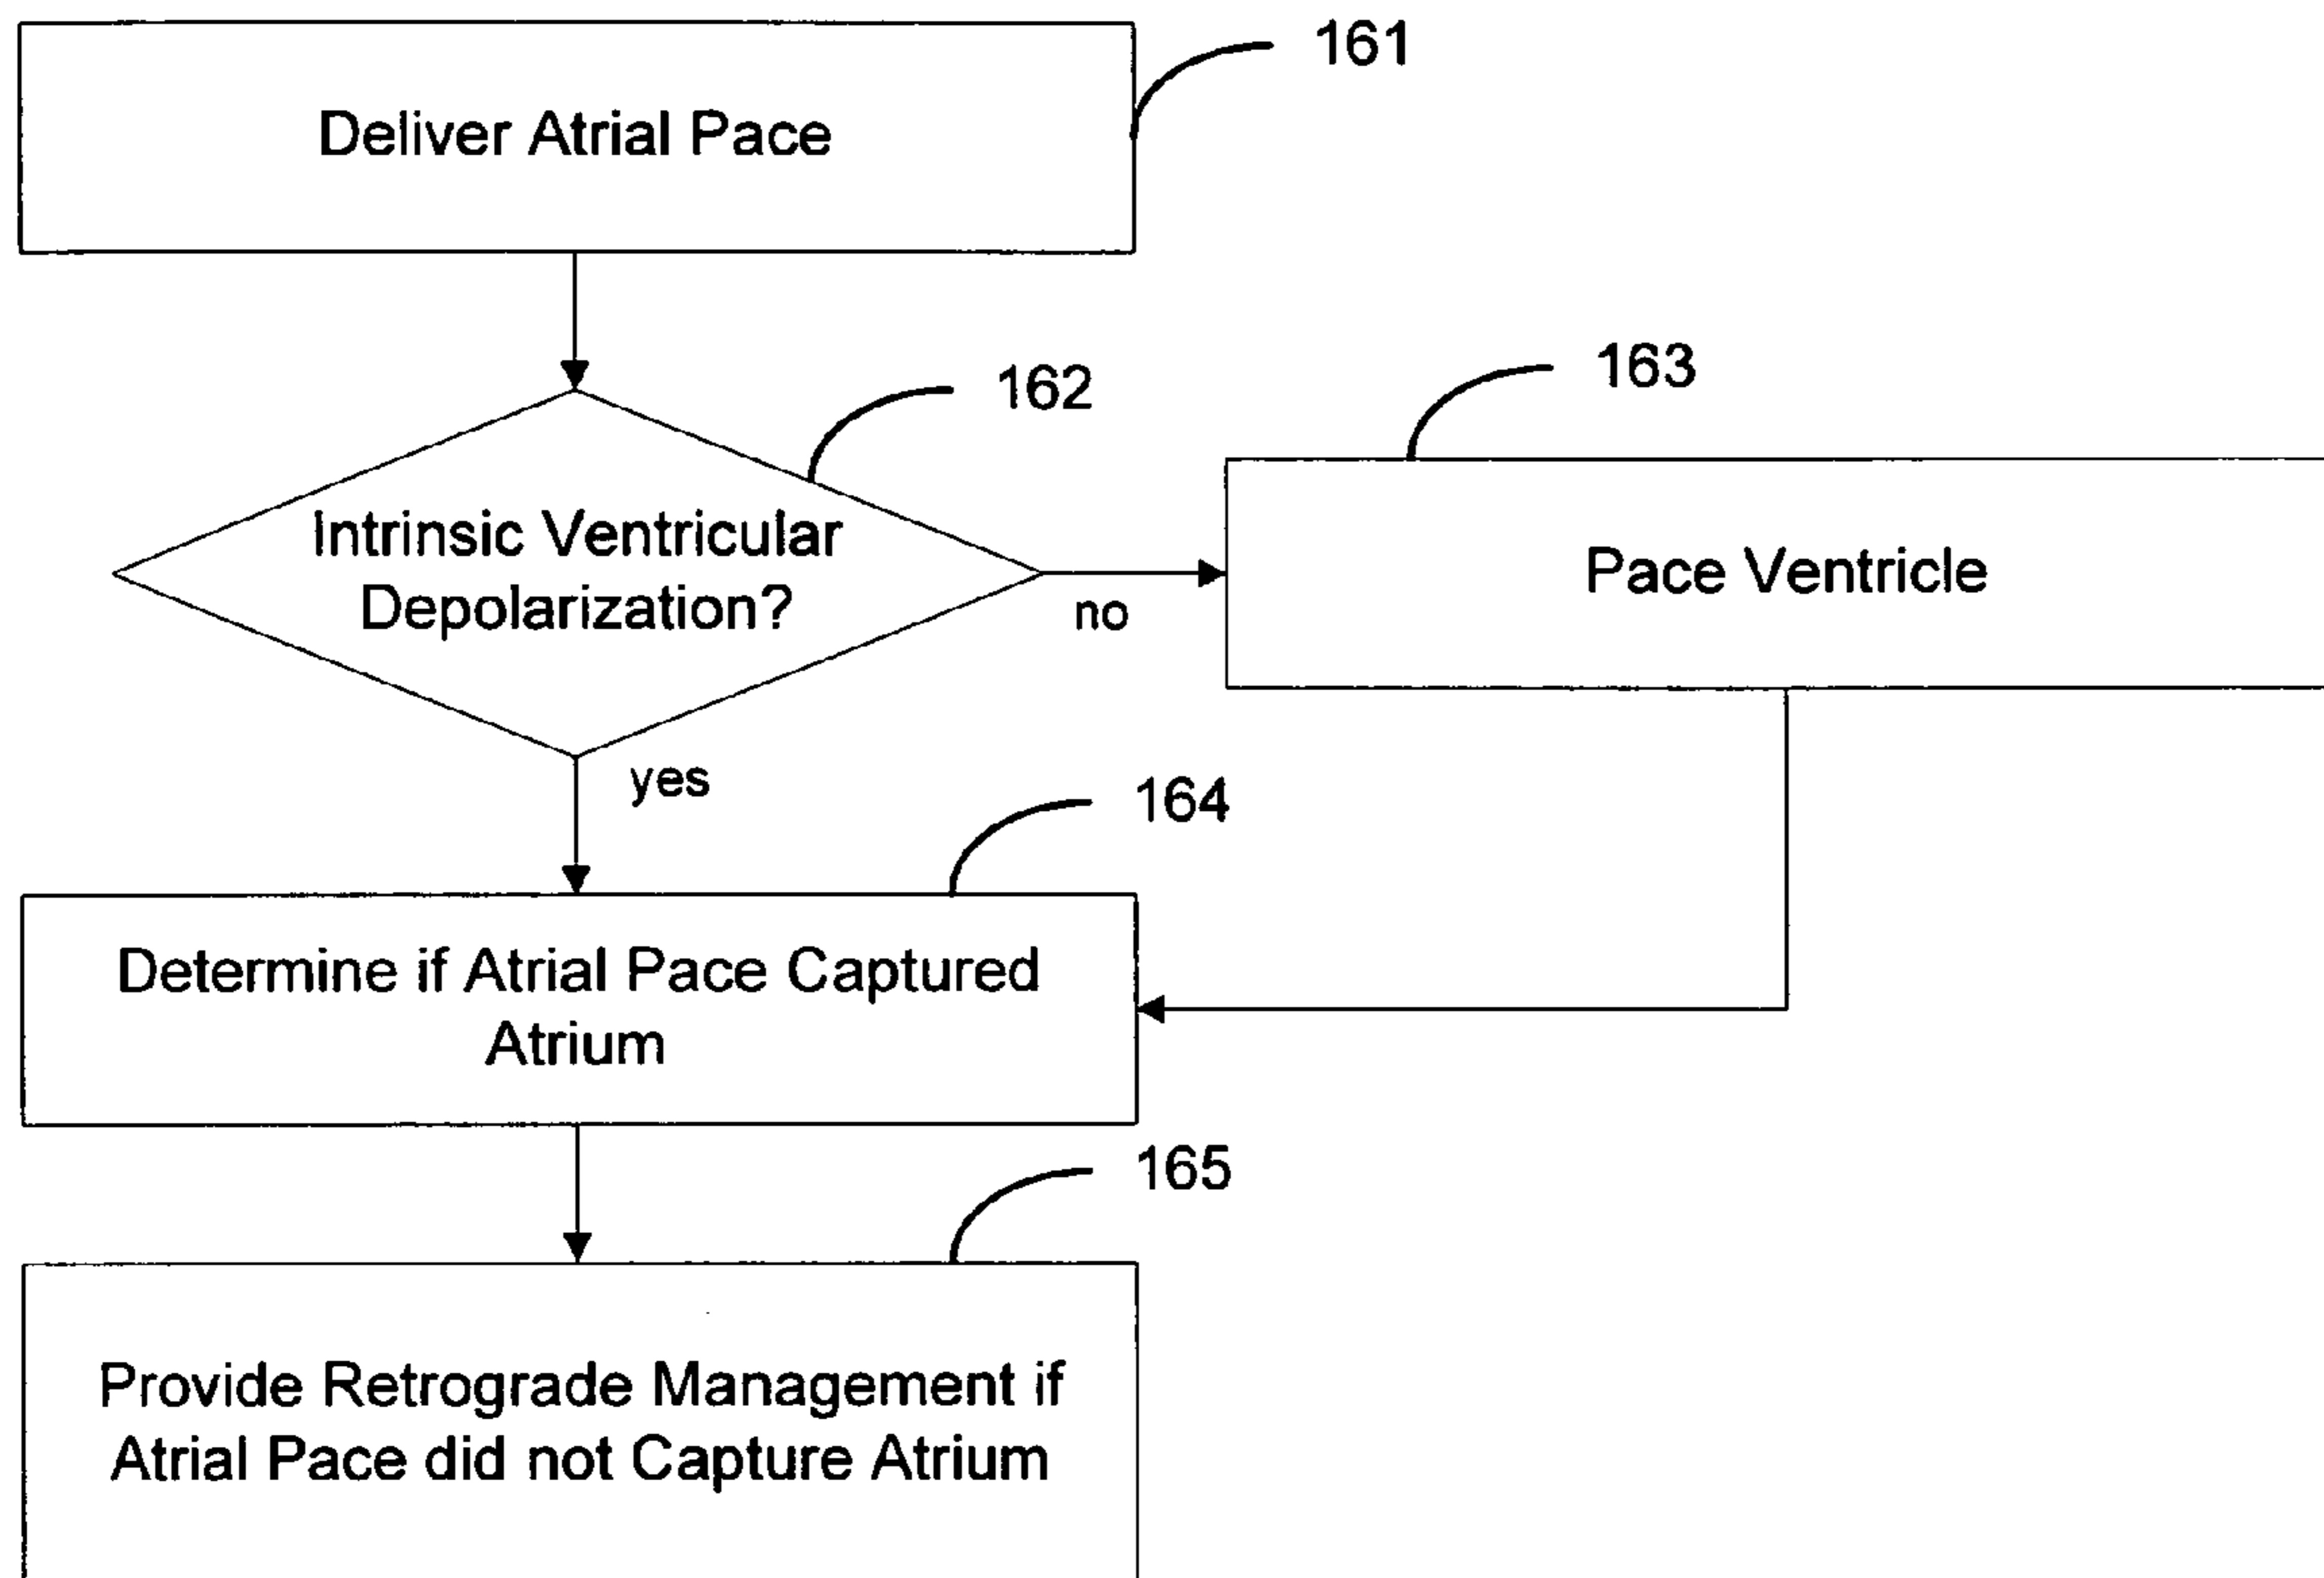 161
Deliver Atrial Pace
162
163
Intrinsic Ventricular
Depolarization?
Pace Ventricle
no
yes
164
Determine if Atrial Pace Captured
Atrium
165
Provide Retrograde Management if
Atrial Pace did not Capture Atrium